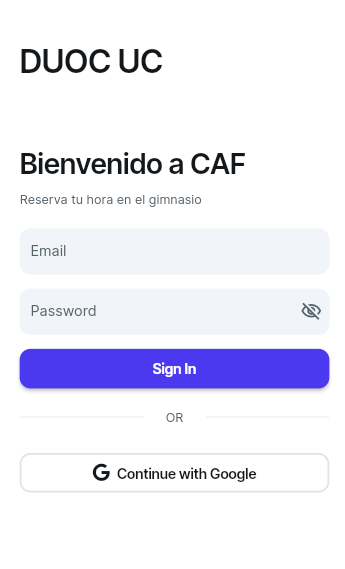 DUOC UC
Bienvenido a CAF
Reserva tu hora en el gimnasio
Email
Password
Sign In
OR
Continue with Google